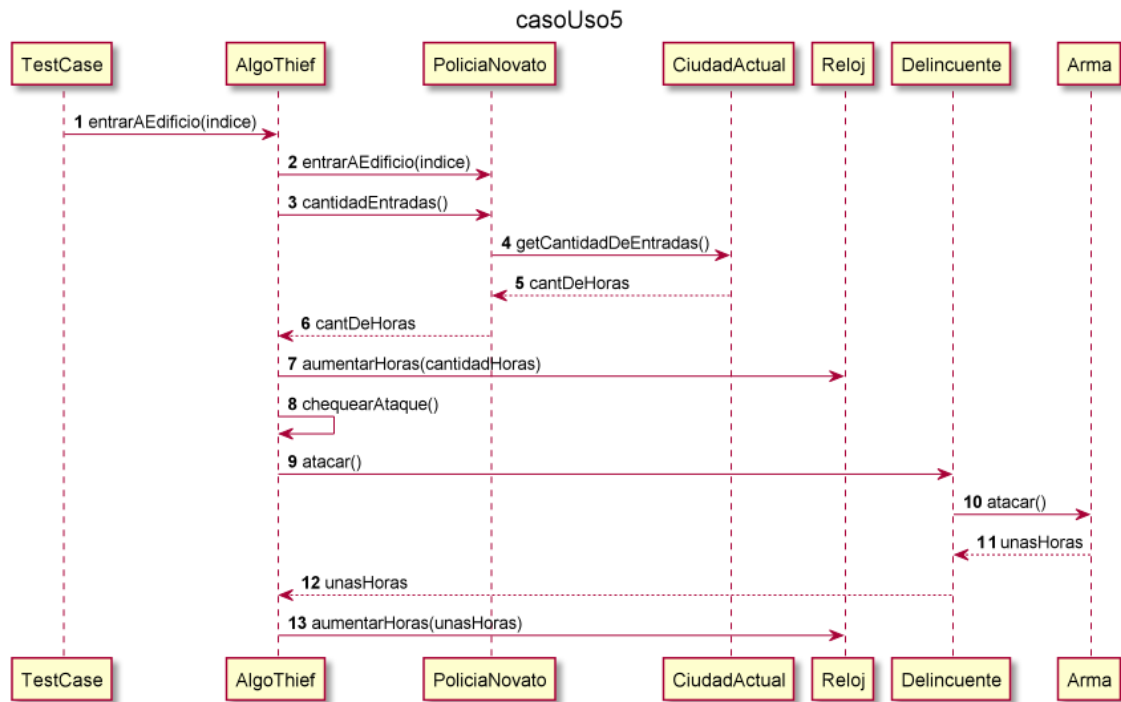 casoUso5
TestCase AlgoThief PoliciaNovato CiudadActual Reloj Delincuente Arma
1 entrarAEdificio(indice)
2 entrarAEdificio(indice)
3 cantidadEntradas()
4 getCantidadDeEntradas()
5 cantDeHoras
6 cantDeHoras
7 aumentarHoras(cantidadHoras)
8 chequearAtaque()
9 atacar()
10 atacar()
11 unasHoras
12 unasHoras
13 aumentarHoras(unasHoras)
TestCase AlgoThief PoliciaNovato CiudadActual Reloj Delincuente Arma